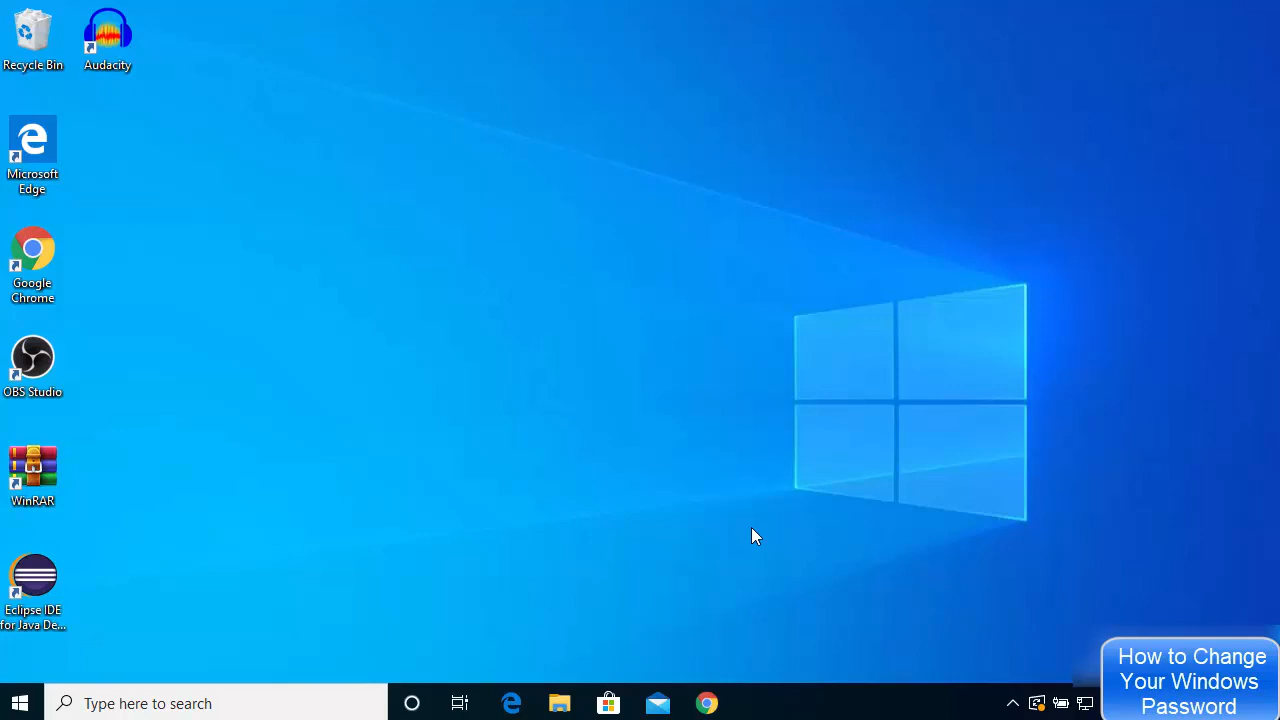 Recycle Bin
Audacity
Microsoft
Edge
Google
Chrome
OBS Studio
WinRAR
Eclipse IDE
for Java De...
Type here to search
How to Change
Your Windows
Password